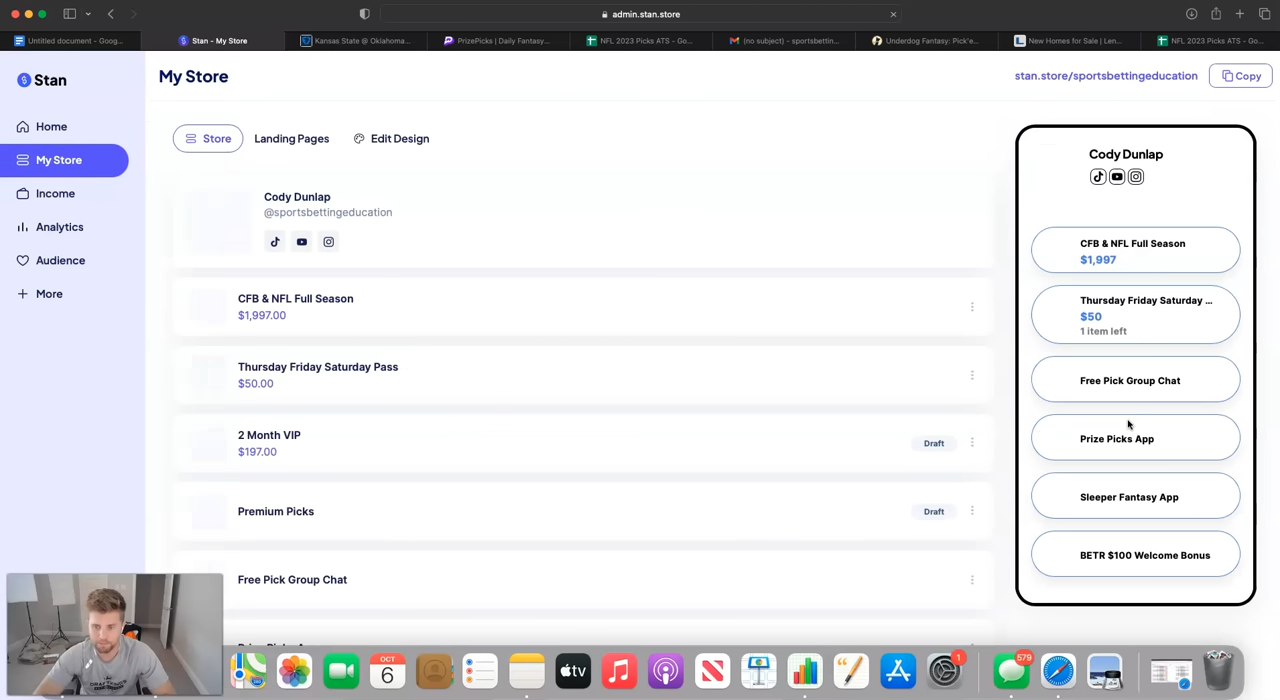 admin.stan.store
Untitled document - Goog...
Stan - My Store
Kansas State @ Oklahoma...
PrizePicks | Daily Fantasy...
NFL 2023 Picks ATS - Go...
(no subject) - sportsbettin...
Underdog Fantasy: Pick'e...
New Homes for Sale | Len...
NFL 2023 Picks ATS - Go...
Stan
My Store
stan.store/sportsbettingeducation
Copy
Home
My Store
Income
Analytics
Audience
More
Store
Landing Pages
Edit Design
Cody Dunlap
@sportsbettingeducation
CFB & NFL Full Season
$1,997.00
Thursday Friday Saturday Pass
$50.00
2 Month VIP
$197.00
Draft
Premium Picks
Draft
Free Pick Group Chat
Cody Dunlap
CFB & NFL Full Season
$1,997
Thursday Friday Saturday ...
$50
1 item left
Free Pick Group Chat
Prize Picks App
Sleeper Fantasy App
BETR $100 Welcome Bonus
OCT
6
tv
1
579